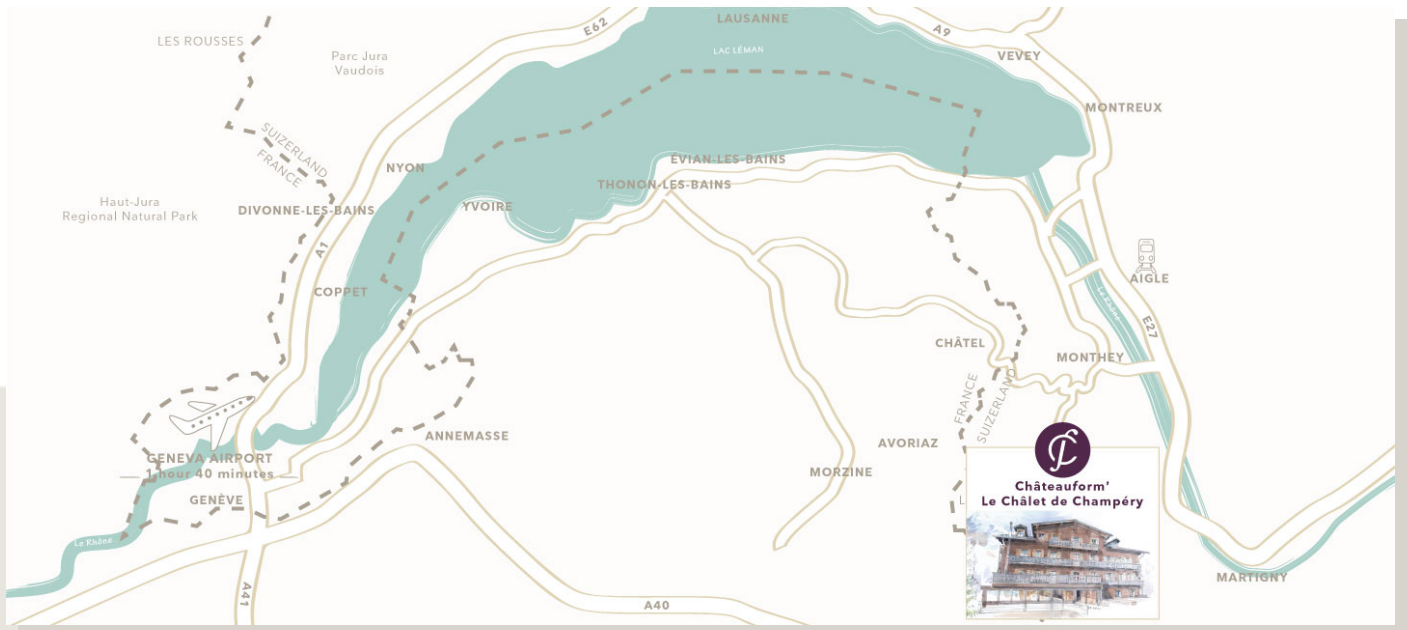 LAUSANNE
E62
A9
LES ROUSSES
LAC LÉMAN
Parc Jura
Vaudois
VEVEY
MONTREUX
SUIZERLAND
FRANCE
NYON
ÉVIAN-LES-BAINS
THONON-LES-BAINS
Haut-Jura
Regional Natural Park
DIVONNE-LES-BAINS
YVOIRE
A1
COPPET
AIGLE
Le Rhône
E27
CHÂTEL
MONTHEY
FRANCE
SUIZERLAND
ANNEMASSE
AVORIAZ
GENEVA AIRPORT
1 hour 40 minutes
MORZINE
GENÈVE
Châteauform'
Le Châlet de Champéry
Le Rhône
MARTIGNY
A41
A40